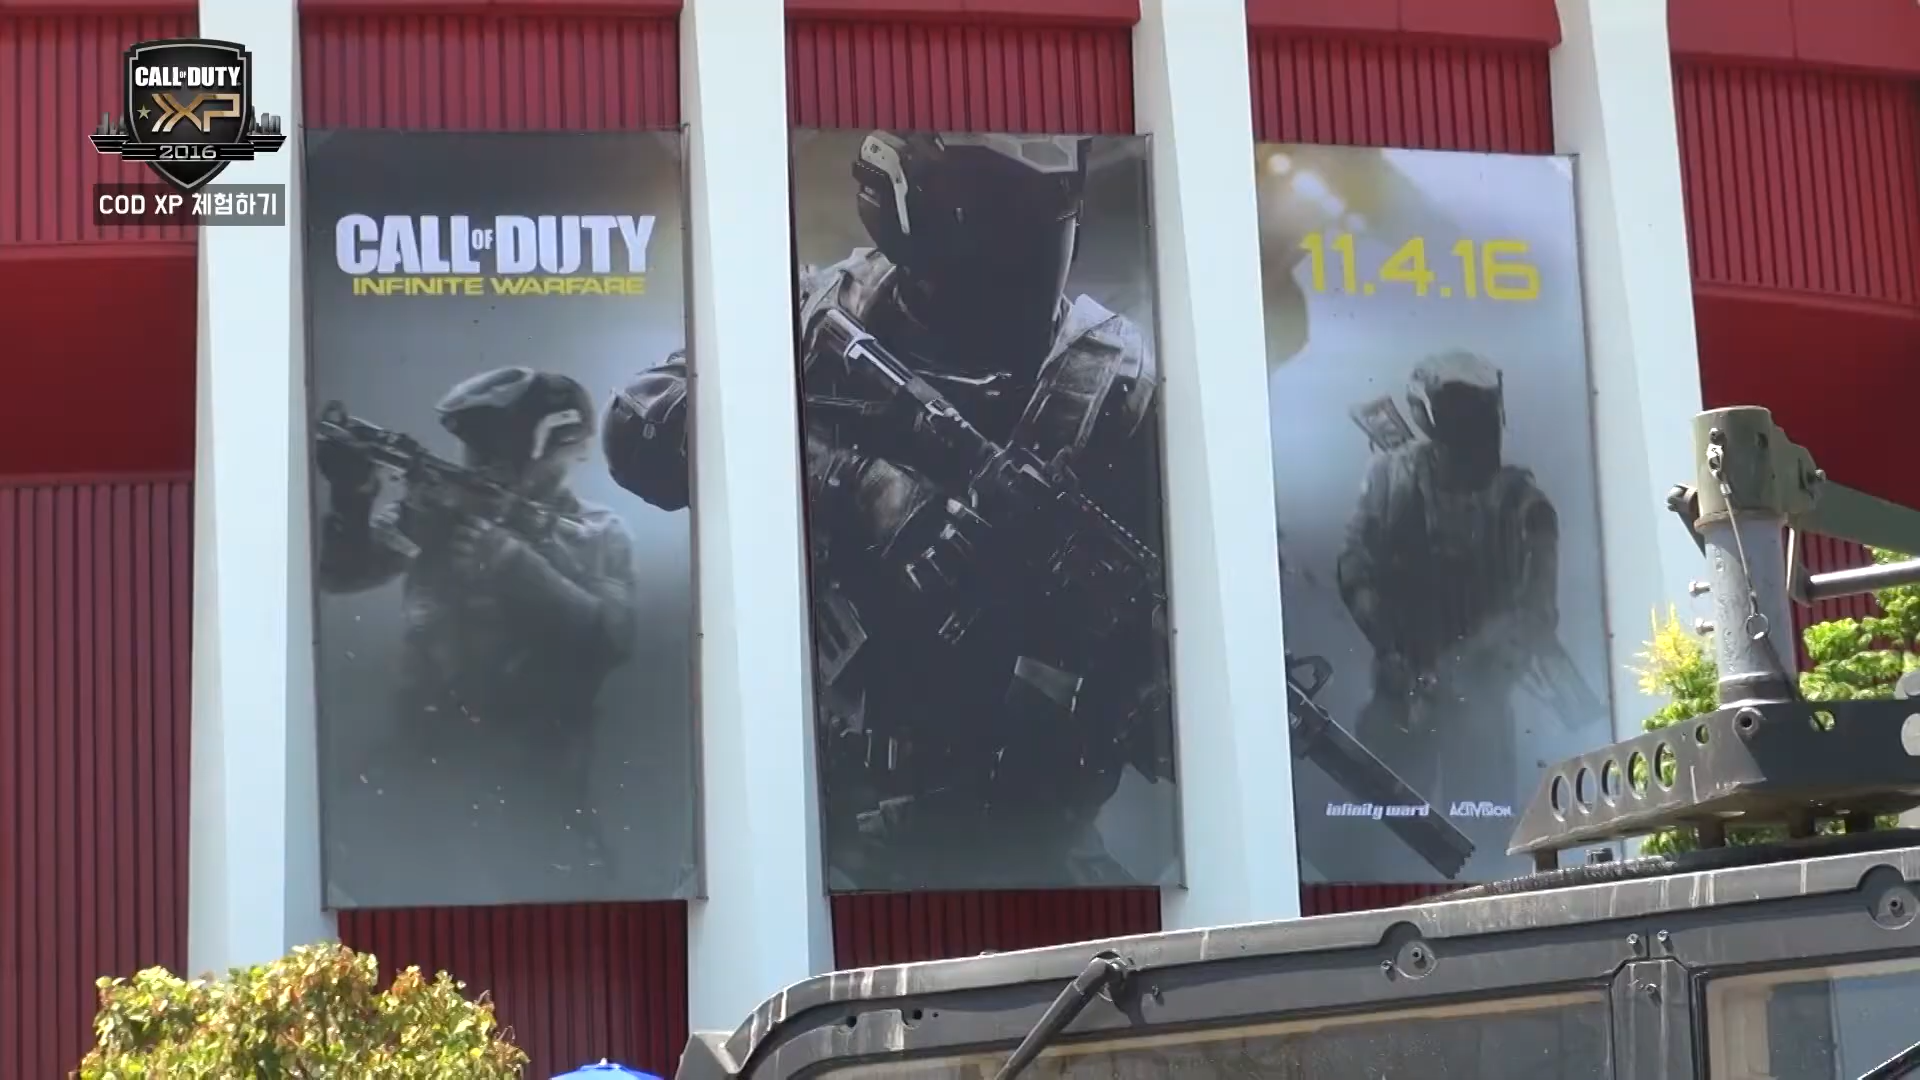 CALL OF DUTY
XP
2016
COD XP 체험하기
CALL OF DUTY
INFINITE WARFARE
11.4.16
infinity ward ACTIVISION